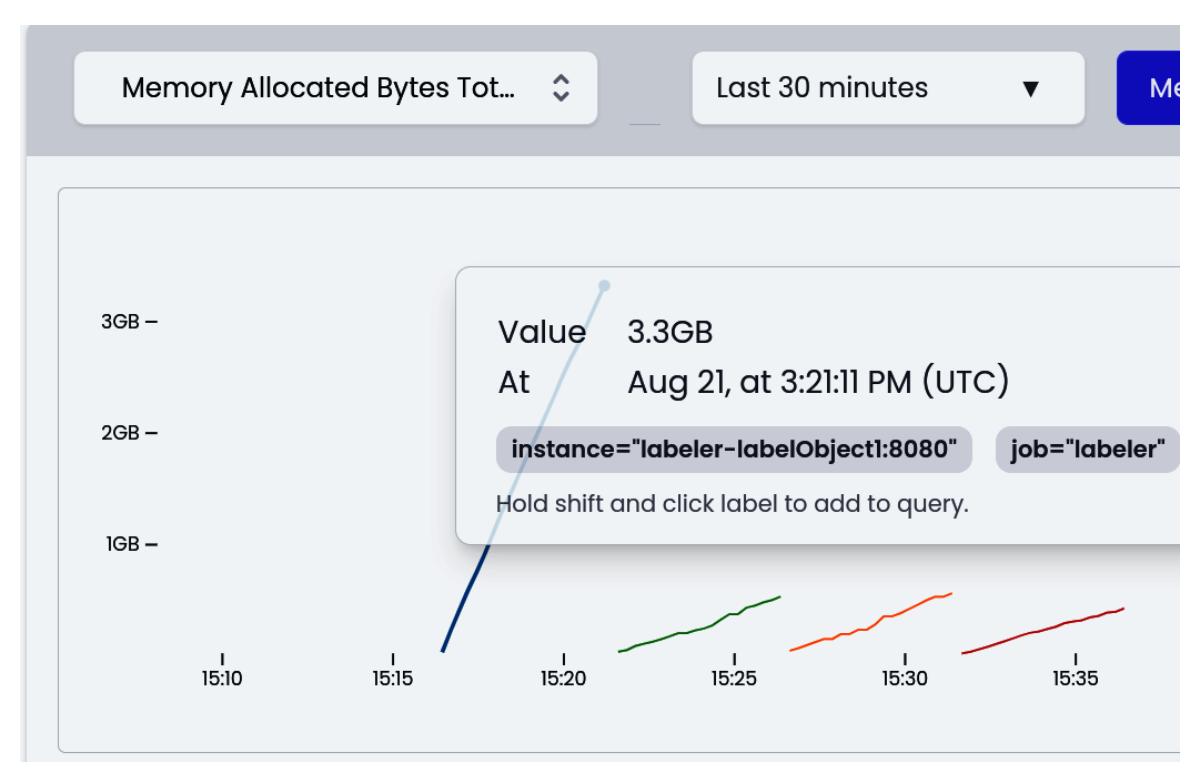 Memory Allocated Bytes Tot...
Last 30 minutes ▼
Me
3GB
2GB
1GB
Value 3.3GB
At Aug 21, at 3:21:11 PM (UTC)
instance="labeler-labelObject1:8080" job="labeler"
Hold shift and click label to add to query.
15:10 15:15 15:20 15:25 15:30 15:35